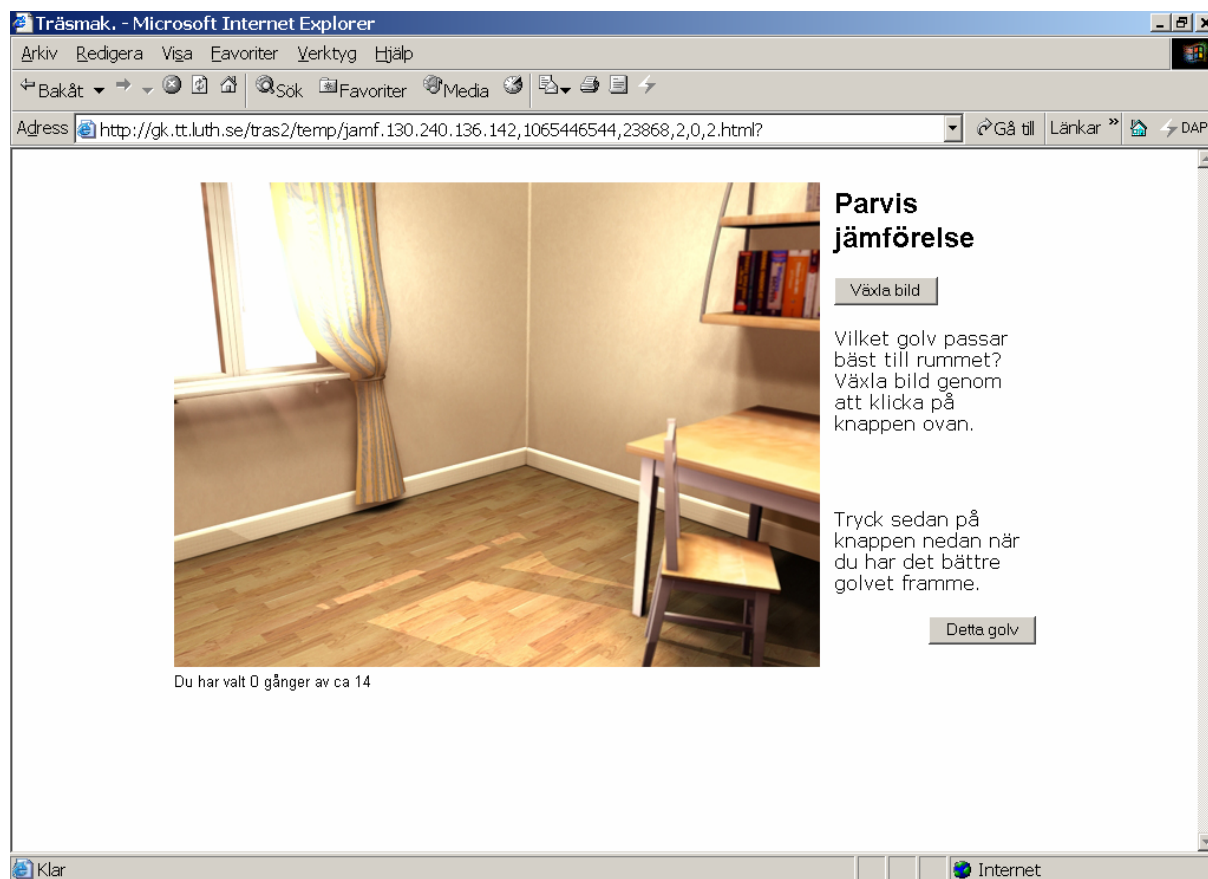 Träsmak. - Microsoft Internet Explorer
Arkiv Redigera Visa Favoriter Verktyg Hjälp
Bakåt Sök Favoriter Media
Adress http://gk.tt.luth.se/tras2/temp/jamf.130.240.136.142,1065446544,23868,2,0,2.html? Gå till Länkar » DAP
Parvis
jämförelse
Växla bild
Vilket golv passar
bäst till rummet?
Växla bild genom
att klicka på
knappen ovan.
Tryck sedan på
knappen nedan när
du har det bättre
golvet framme.
Detta golv
Du har valt 0 gånger av ca 14
Klar Internet